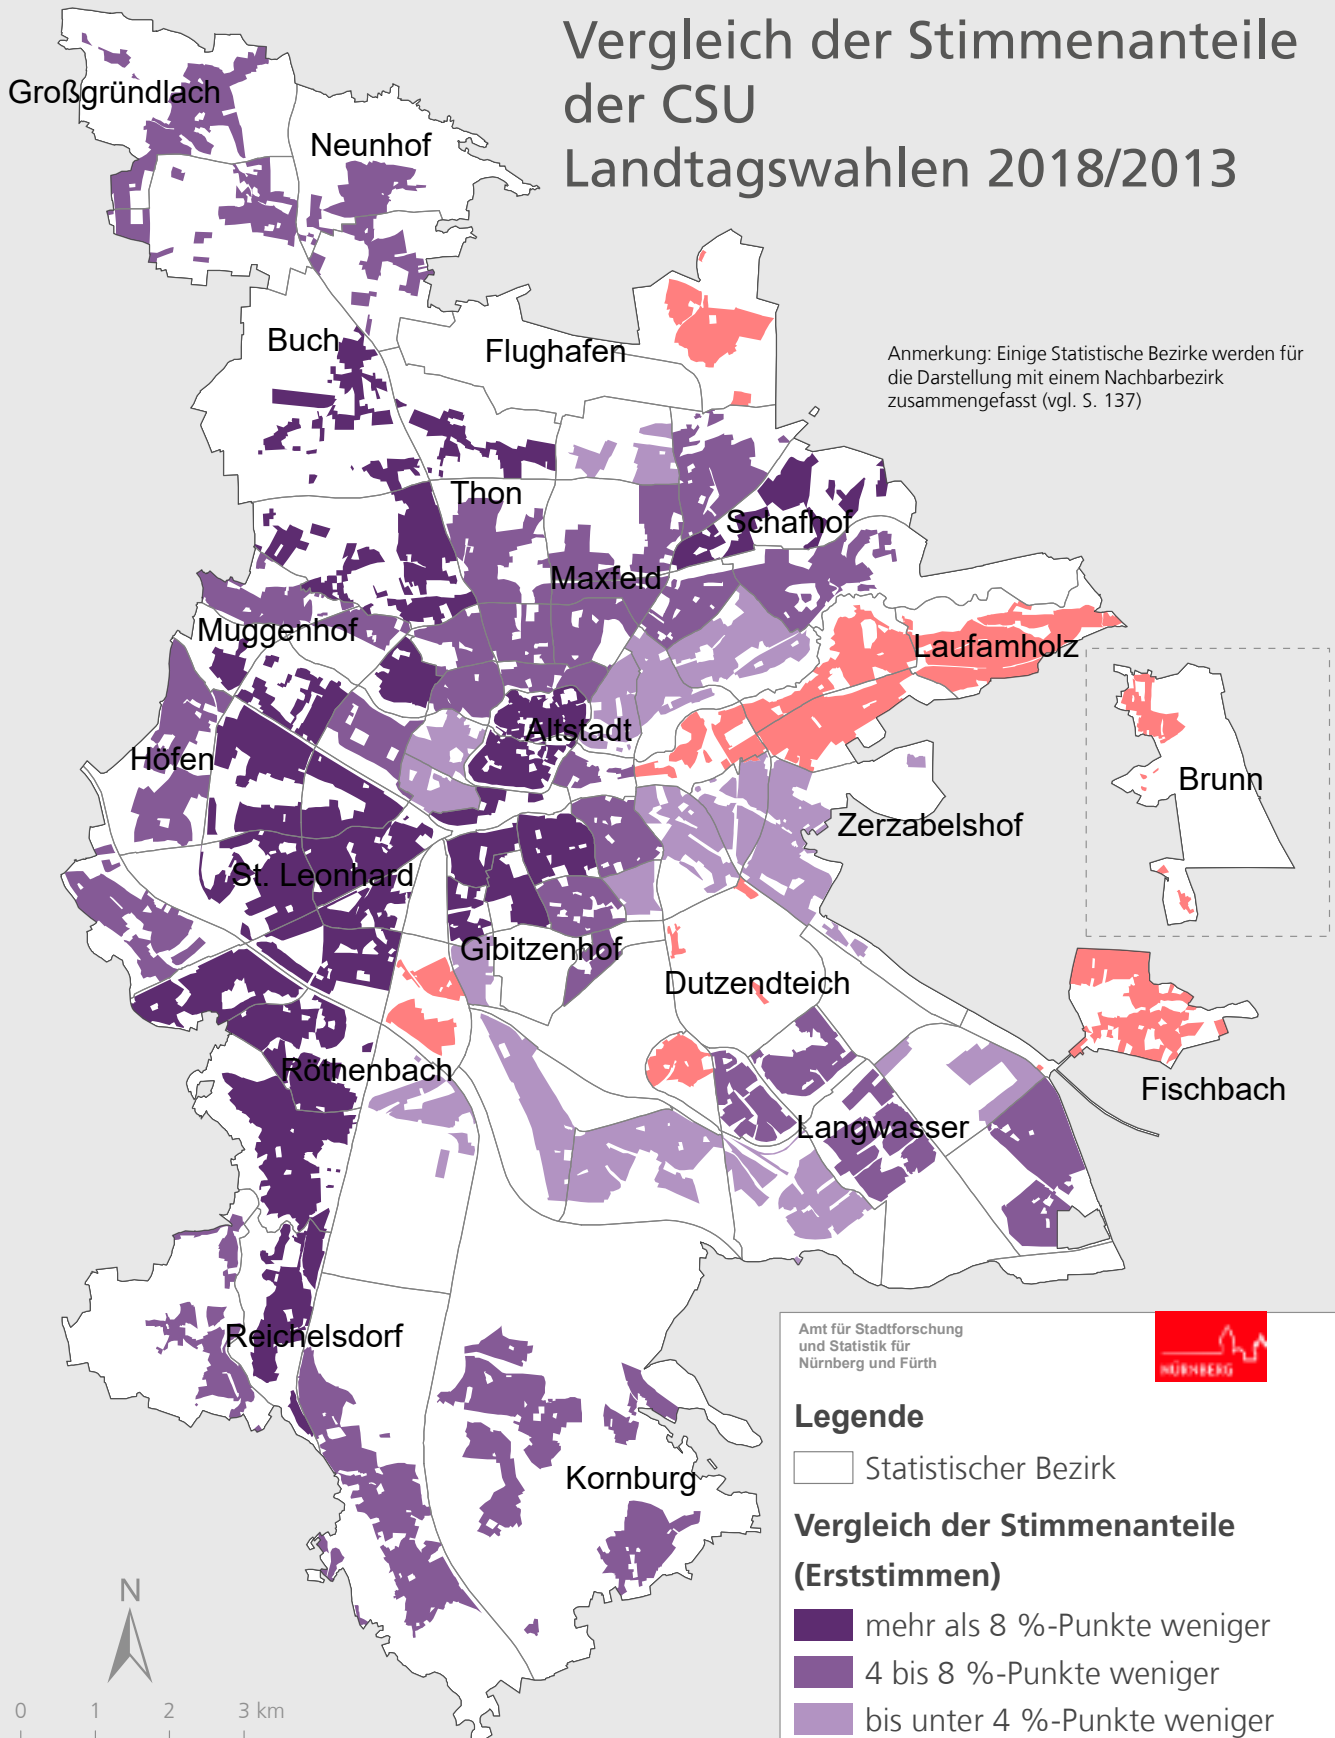 Vergleich der Stimmenanteile
der CSU
Landtagswahlen 2018/2013
Großgründlach
Neunhof
Buch
Flughafen
Anmerkung: Einige Statistische Bezirke werden für
die Darstellung mit einem Nachbarbezirk
zusammengefasst (vgl. S. 137)
Thon
Schafhof
Maxfeld
Muggenhof
Laufamholz
Altstadt
Höfen
Brunn
Zerzabelshof
St. Leonhard
Gibitzenhof
Dutzendteich
Röthenbach
Fischbach
Langwasser
Reichelsdorf
Kornburg
Amt für Stadtforschung
und Statistik für
Nürnberg und Fürth
NÜRNBERG
Legende
Statistischer Bezirk
Vergleich der Stimmenanteile
(Erststimmen)
mehr als 8 %-Punkte weniger
4 bis 8 %-Punkte weniger
bis unter 4 %-Punkte weniger
N
0 1 2 3 km